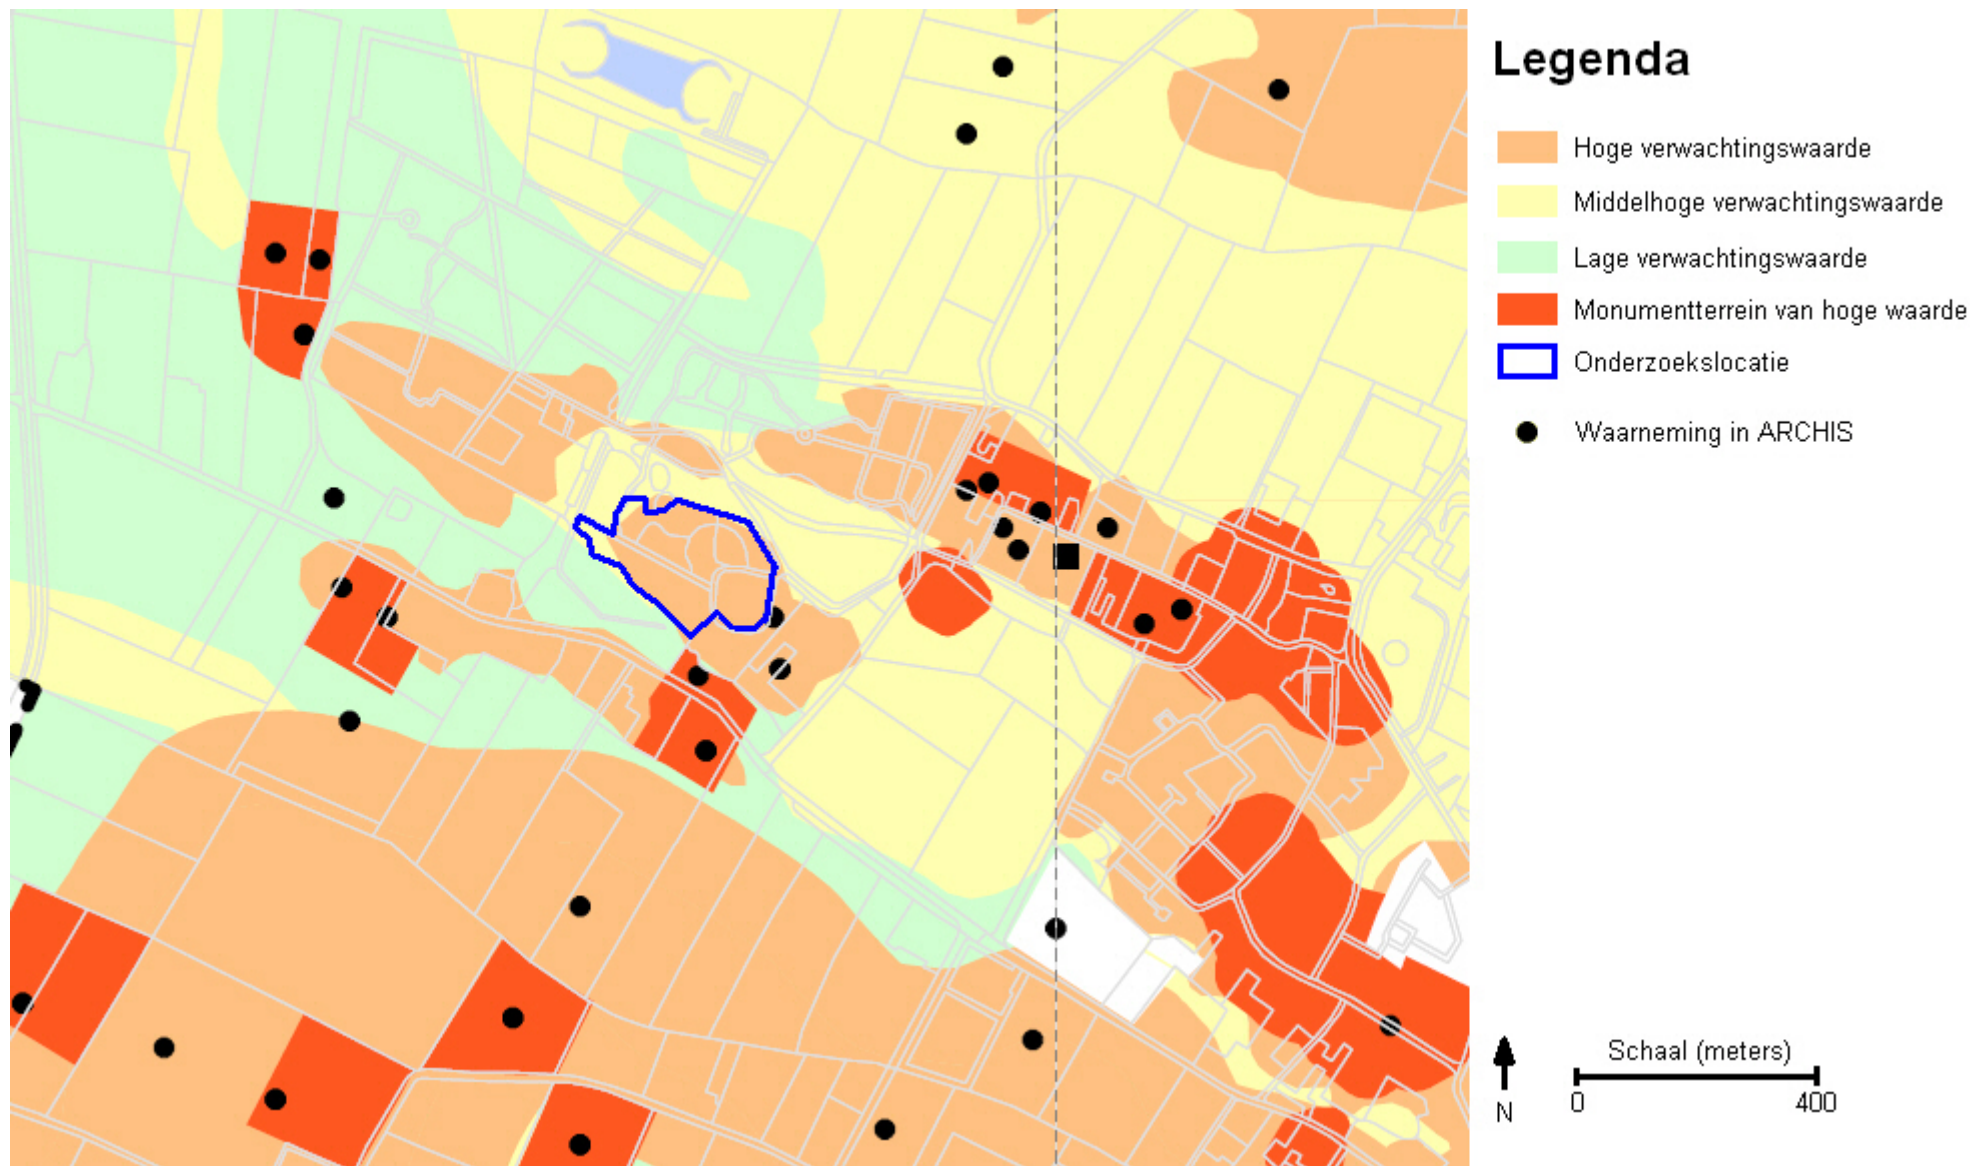 Legenda
Hoge verwachtingswaarde
Middelhoge verwachtingswaarde
Lage verwachtingswaarde
Monumentterrein van hoge waarde
Onderzoekslocatie
Waarneming in ARCHIS
Schaal (meters)
0 400
N